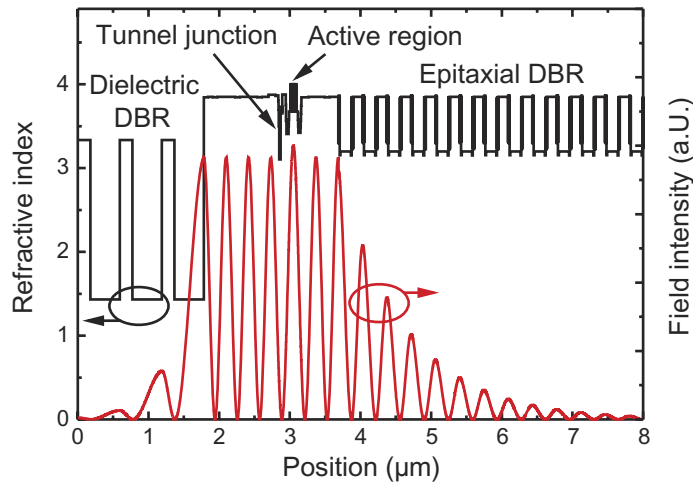 Tunnel junction
Active region
Dielectric
DBR
Epitaxial DBR
Refractive index
4
3
2
1
0
0 1 2 3 4 5 6 7 8
Position (µm)
Field intensity (a.U.)